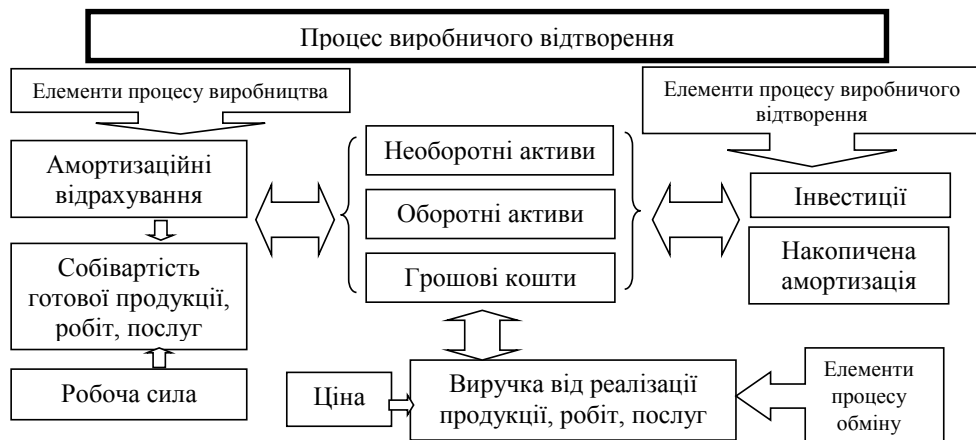 Процес виробничого відтворення
Елементи процесу виробництва
Елементи процесу виробничого
відтворення
Амортизаційні
відрахування
Собівартість
готової продукції,
робіт, послуг
Робоча сила
Необоротні активи
Оборотні активи
Грошові кошти
Інвестиції
Накопичена
амортизація
Ціна
Виручка від реалізації
продукції, робіт, послуг
Елементи
процесу
обміну